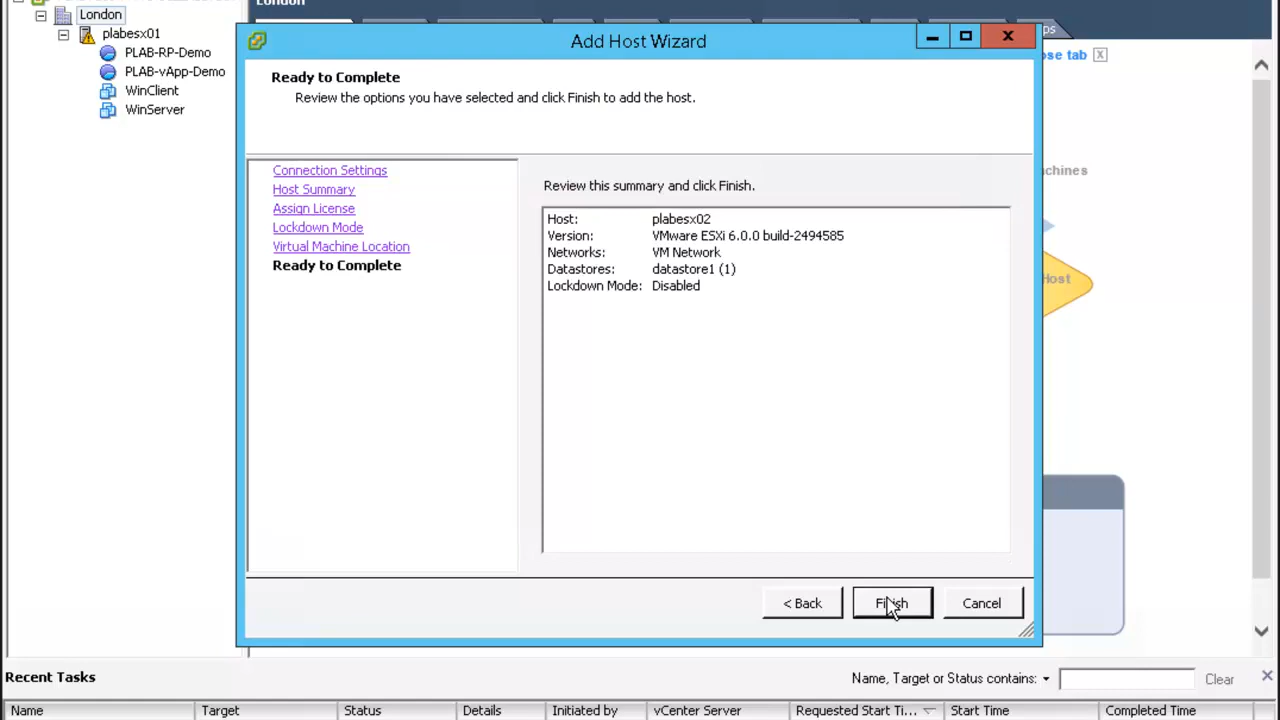 London
London
plabesx01
PLAB-RP-Demo
PLAB-vApp-Demo
WinClient
WinServer
ps
ose tab X
Add Host Wizard
Ready to Complete
Review the options you have selected and click Finish to add the host.
Connection Settings
Host Summary
Assign License
Lockdown Mode
Virtual Machine Location
Ready to Complete
Review this summary and click Finish.
Host: plabesx02
Version: VMware ESXi 6.0.0 build-2494585
Networks: VM Network
Datastores: datastore1 (1)
Lockdown Mode: Disabled
chines
Host
< Back Finish Cancel
Recent Tasks Name, Target or Status contains: Clear
Name Target Status Details Initiated by vCenter Server Requested Start Ti... Start Time Completed Time